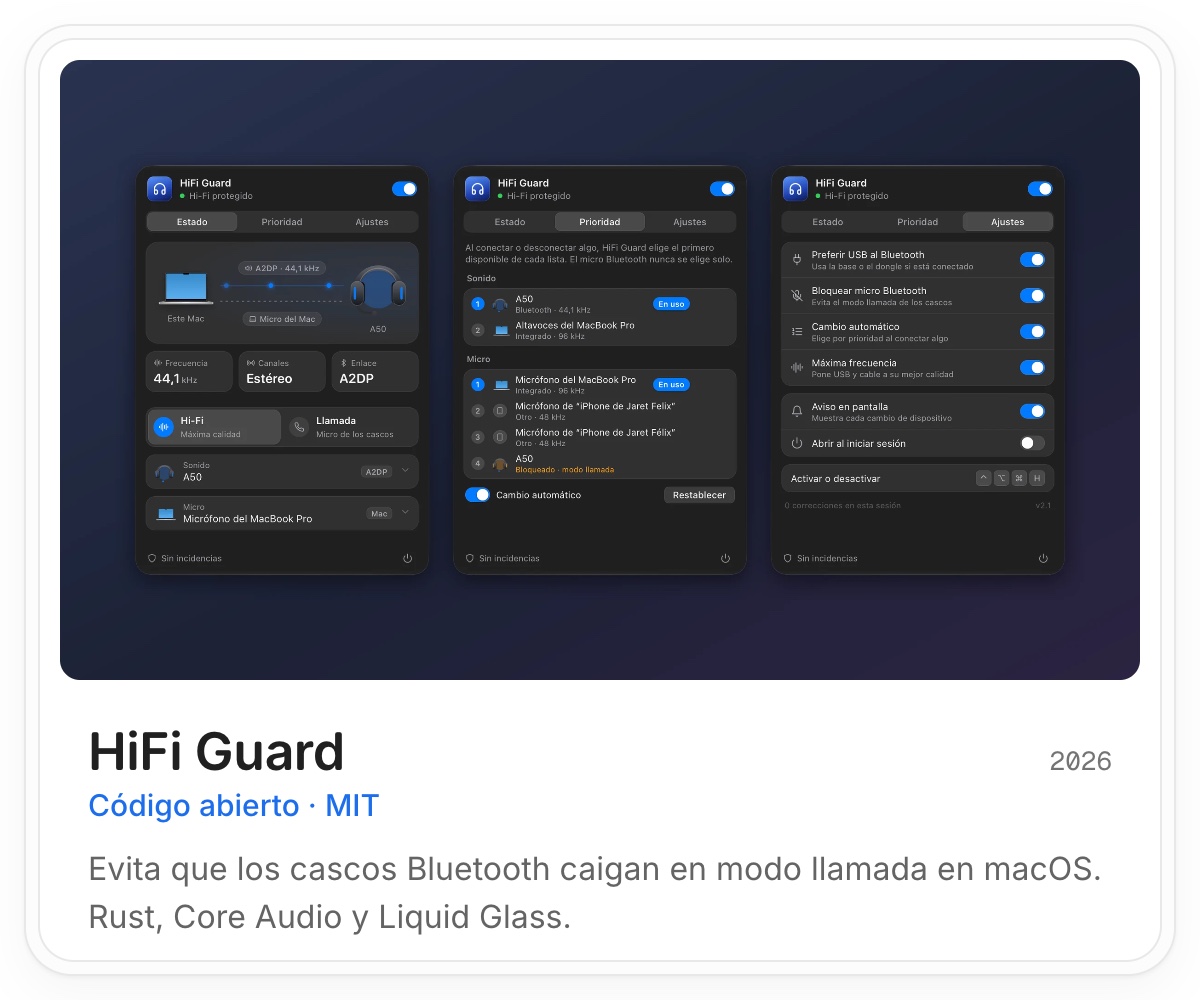 HiFi Guard
Hi-Fi protegido
Estado Prioridad Ajustes
A2DP · 44,1 kHz
Este Mac
Micro del Mac
A50
Frecuencia
44,1 kHz
Canales
Estéreo
Enlace
A2DP
Hi-Fi
Máxima calidad
Llamada
Micro de los cascos
Sonido
A50
A2DP
Micro
Micrófono del MacBook Pro
Mac
Sin incidencias
HiFi Guard
Hi-Fi protegido
Estado Prioridad Ajustes
Al conectar o desconectar algo, HiFi Guard elige el primero
disponible de cada lista. El micro Bluetooth nunca se elige solo.
Sonido
1 A50 En uso
Bluetooth · 44,1 kHz
2 Altavoces del MacBook Pro
Integrado · 96 kHz
Micro
1 Micrófono del MacBook Pro En uso
Integrado · 96 kHz
2 Micrófono de “iPhone de Jaret Felix”
Otro · 48 kHz
3 Micrófono de “iPhone de Jaret Félix”
Otro · 48 kHz
4 A50
Bloqueado · modo llamada
Cambio automático Restablecer
Sin incidencias
HiFi Guard
Hi-Fi protegido
Estado Prioridad Ajustes
Preferir USB al Bluetooth
Usa la base o el dongle si está conectado
Bloquear micro Bluetooth
Evita el modo llamada de los cascos
Cambio automático
Elige por prioridad al conectar algo
Máxima frecuencia
Pone USB y cable a su mejor calidad
Aviso en pantalla
Muestra cada cambio de dispositivo
Abrir al iniciar sesión
Activar o desactivar ⌃ ⌥ ⌘ H
0 correcciones en esta sesión v2.1
Sin incidencias
HiFi Guard
2026
Código abierto · MIT
Evita que los cascos Bluetooth caigan en modo llamada en macOS.
Rust, Core Audio y Liquid Glass.